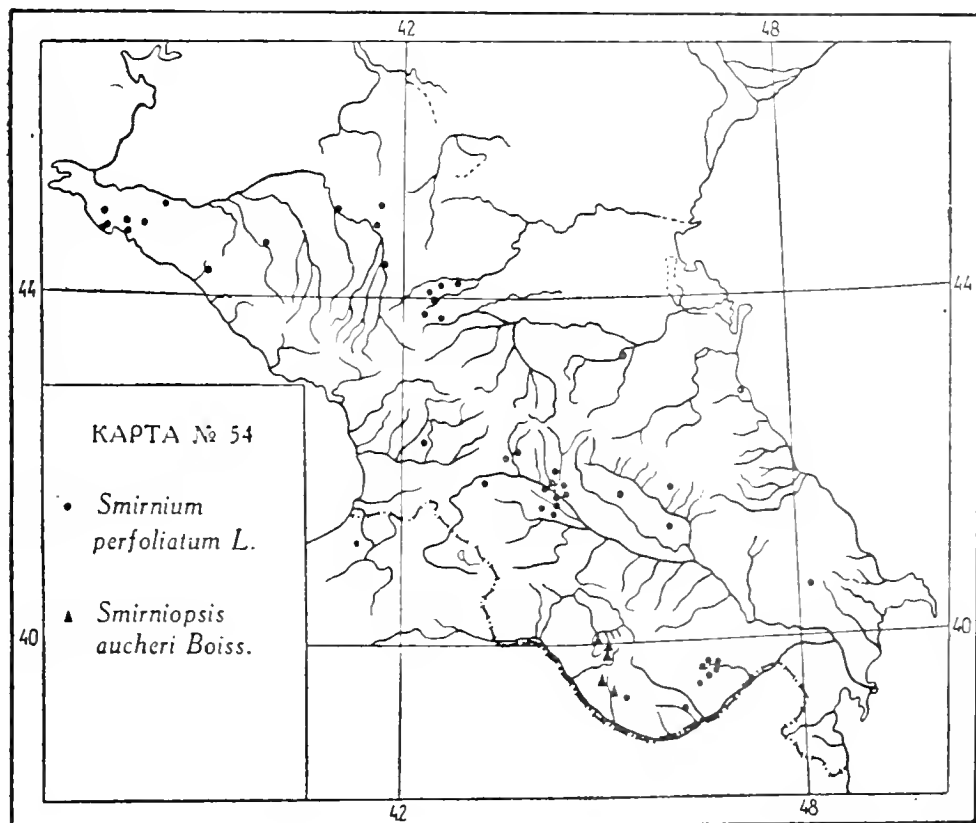 42
48
44
44
КАРТА № 54
Smirnium
perfoliatum L.
Smirniopsis
aucheri Boiss.
40
40
42
48